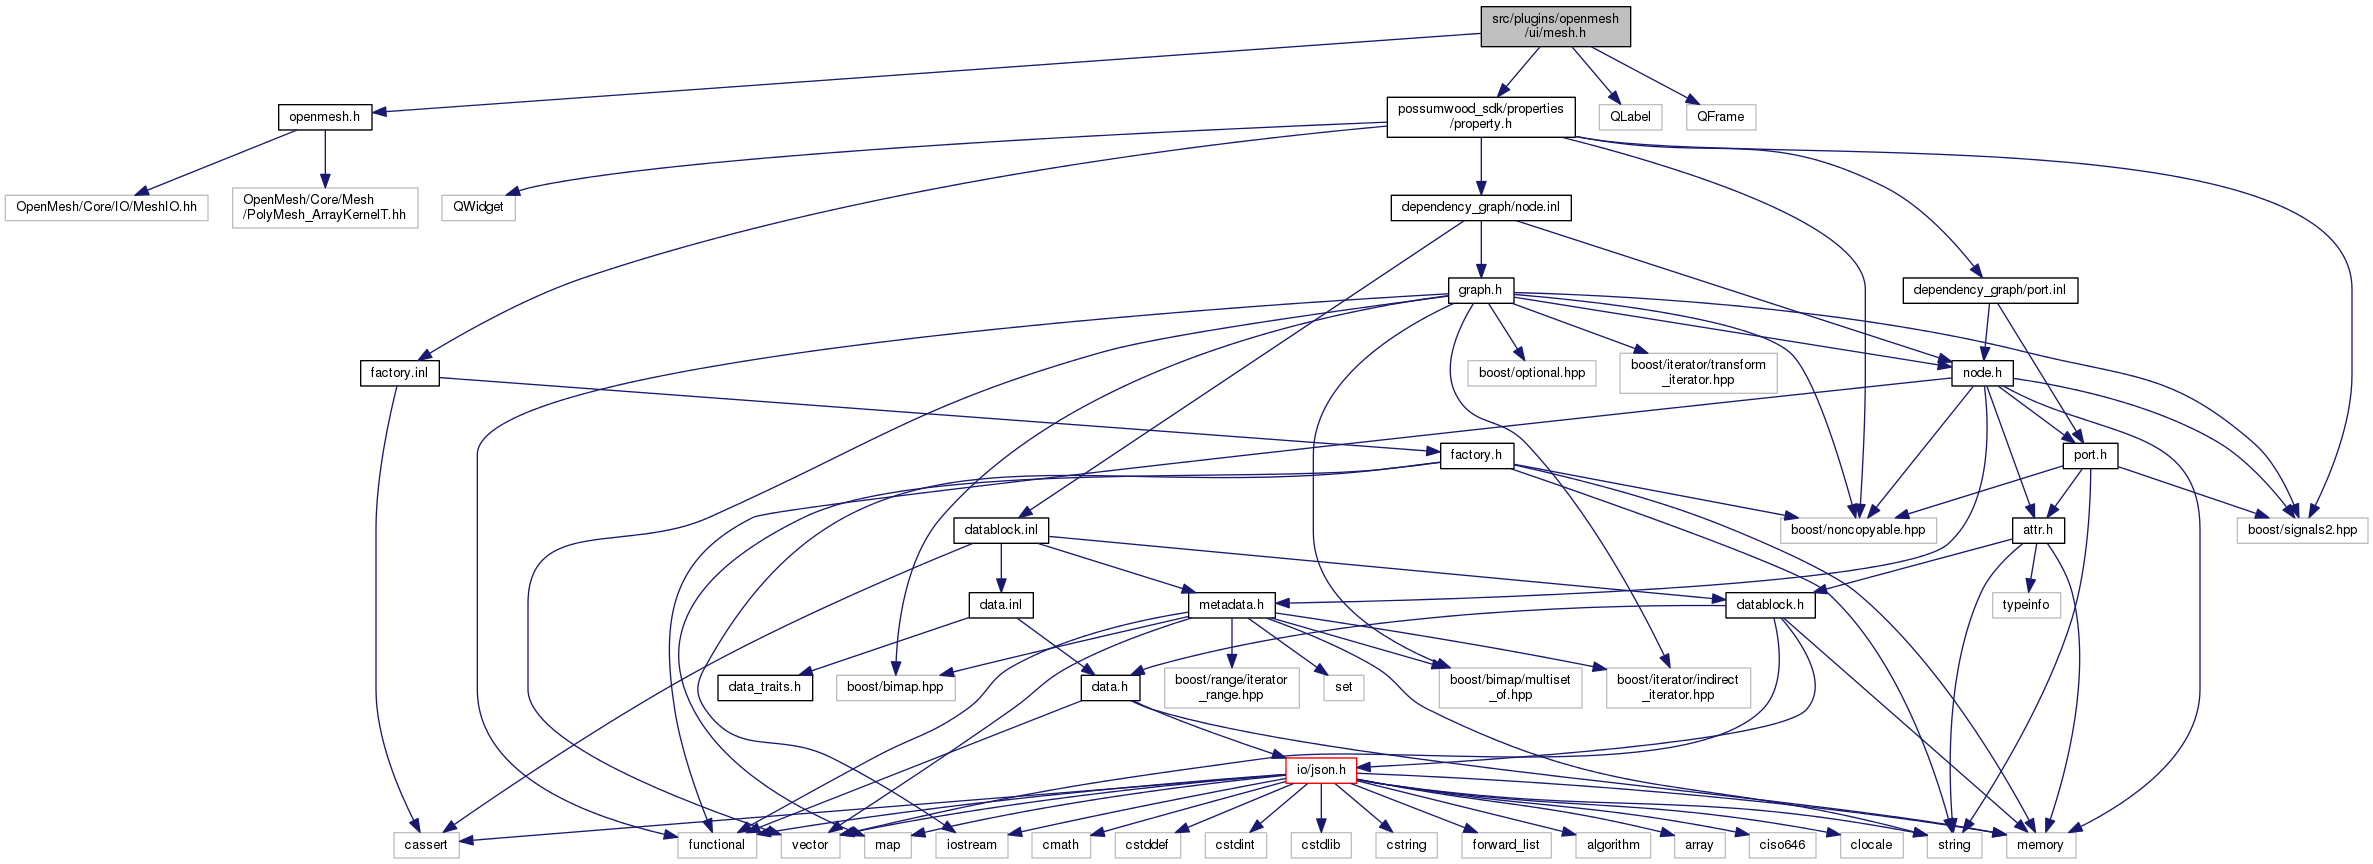 src/plugins/openmesh
/ui/mesh.h
openmesh.h
possumwood_sdk/properties
/property.h
QLabel
QFrame
OpenMesh/Core/IO/MeshIO.hh
OpenMesh/Core/Mesh
/PolyMesh_ArrayKernelT.hh
QWidget
dependency_graph/node.inl
graph.h
dependency_graph/port.inl
factory.inl
boost/optional.hpp
boost/iterator/transform
_iterator.hpp
node.h
factory.h
port.h
datablock.inl
boost/noncopyable.hpp
attr.h
boost/signals2.hpp
data.inl
metadata.h
datablock.h
typeinfo
data_traits.h
boost/bimap.hpp
data.h
boost/range/iterator
_range.hpp
set
boost/bimap/multiset
_of.hpp
boost/iterator/indirect
_iterator.hpp
io/json.h
cassert
functional
vector
map
iostream
cmath
cstddef
cstdint
cstdlib
cstring
forward_list
algorithm
array
ciso646
clocale
string
memory